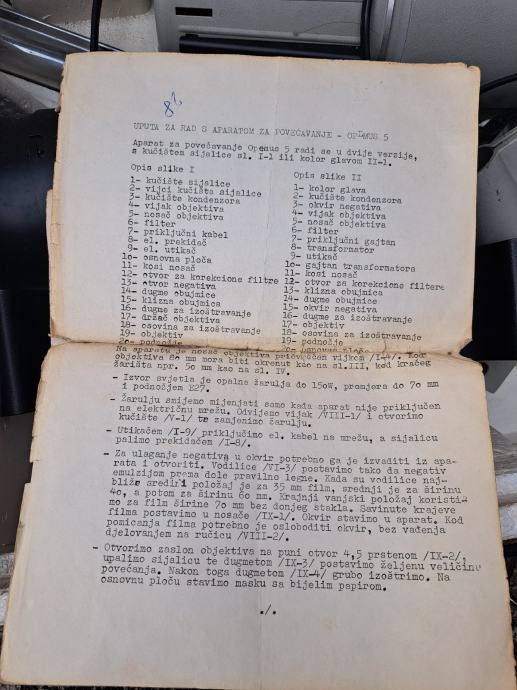 82
UPUTA ZA RAD S APARATOM ZA POVEĆAVANJE - OPEMUS 5
Aparat za povećavanje Opemus 5 radi se u dvije verzije,
s kućištem sijalice sl. I-1 ili kolor glavom II-1.
Opis slike I
1- kućište sijalice
2- vijci kućišta sijalice
3- kućište kondenzora
4- vijak objektiva
5- nosač objektiva
6- filter
7- priključni kabel
8- el. prekidač
9- el. utikač
10- osnovna ploča
11- kosi nosač
12- otvor za korekcione filtre
13- otvor negativa
14- dugme obujmice
15- klizna obujmica
16- dugme za izoštravanje
17- držač objektiva
18- osovina za izoštravanje
19- objektiv
20- podnožje
Opis slike II
1- kolor glava
2- kućište kondenzora
3- okvir negativa
4- vijak objektiva
5- nosač objektiva
6- filter
7- priključni gajtan
8- transformator
9- utikač
10- gajtan transformatora
11- kosi nosač
12- otvor za korekcione filtere
13- klizna obujmica
14- dugme obujmice
15- okvir negativa
16- dugme za izoštravanje
17- objektiv
18- osovina za izoštravanje
19- podnožje
20- osnovna ploča
Na aparatu je nosač objektiva pričvršćen vijkom /I-4/. Kod
objektiva 80 mm mora biti okrenut kao na sl.III, kod kraćeg
žarišta npr. 50 mm kao na sl. IV.
- Izvor svjetla je opalna žarulja do 150W, promjera do 70 mm
i podnožjem E27.
- Žarulju smijemo mijenjati samo kada aparat nije priključen
na električnu mrežu. Odvijemo vijak /VIII-1/ i otvorimo
kućište /V-1/ te zamjenimo žarulju.
- Utikačem /I-9/ priključimo el. kabel na mrežu, a sijalicu
palimo prekidačem /I-8/.
- Za ulaganje negativa u okvir potrebno ga je izvaditi iz apa-
rata i otvoriti. Vodilice /VI-3/ postavimo tako da negativ
emulzijom prema dole pravilno legne. Kada su vodilice naj-
bliže sredini položaj je za 35 mm film, srednji je za širinu
40, a potom za širinu 60 mm. Krajnji vanjski položaj koristi-
mo za film širine 70 mm bez donjeg stakla. Savinute krajeve
filma postavimo u nosače /IX-1/. Okvir stavimo u aparat. Kod
pomicanja filma potrebno je osloboditi okvir, bez vađenja
djelovanjem na ručicu /VIII-2/.
- Otvorimo zaslon objektiva na puni otvor 4,5 prstenom /IX-2/,
upalimo sijalicu te dugmetom /IX-3/ postavimo željenu veličinu
povećanja. Nakon toga dugmetom /IX-4/ grubo izoštrimo. Na
osnovnu ploču stavimo masku sa bijelim papirom.
./.